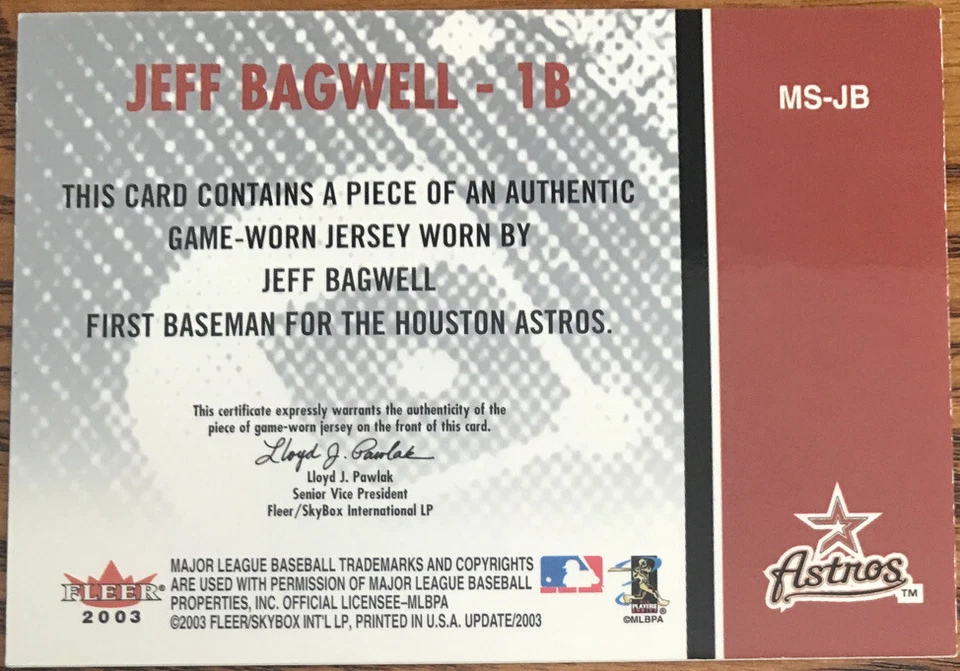 JEFF BAGWELL - 1B
MS-JB
THIS CARD CONTAINS A PIECE OF AN AUTHENTIC
GAME-WORN JERSEY WORN BY
JEFF BAGWELL
FIRST BASEMAN FOR THE HOUSTON ASTROS.
This certificate expressly warrants the authenticity of the
piece of game-worn jersey on the front of this card.
Lloyd J. Pawlak
Lloyd J. Pawlak
Senior Vice President
Fleer/SkyBox International LP
FLEER®
2003
MAJOR LEAGUE BASEBALL TRADEMARKS AND COPYRIGHTS
ARE USED WITH PERMISSION OF MAJOR LEAGUE BASEBALL
PROPERTIES, INC. OFFICIAL LICENSEE–MLBPA
©2003 FLEER/SKYBOX INT'L LP, PRINTED IN U.S.A. UPDATE/2003
PLAYERS
©MLBPA
Astros
TM